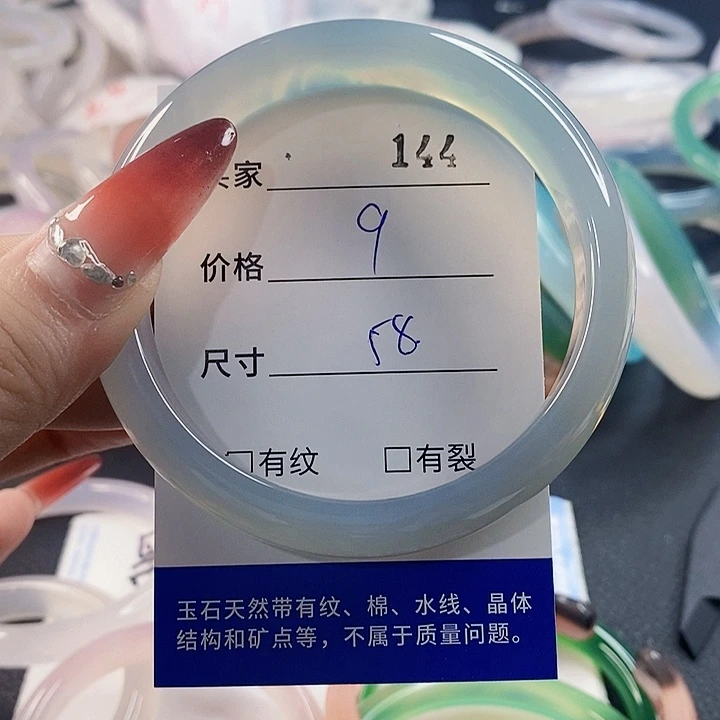 家 144
价格 9
尺寸 58
□有纹 □有裂
玉石天然带有纹、棉、水线、晶体
结构和矿点等，不属于质量问题。